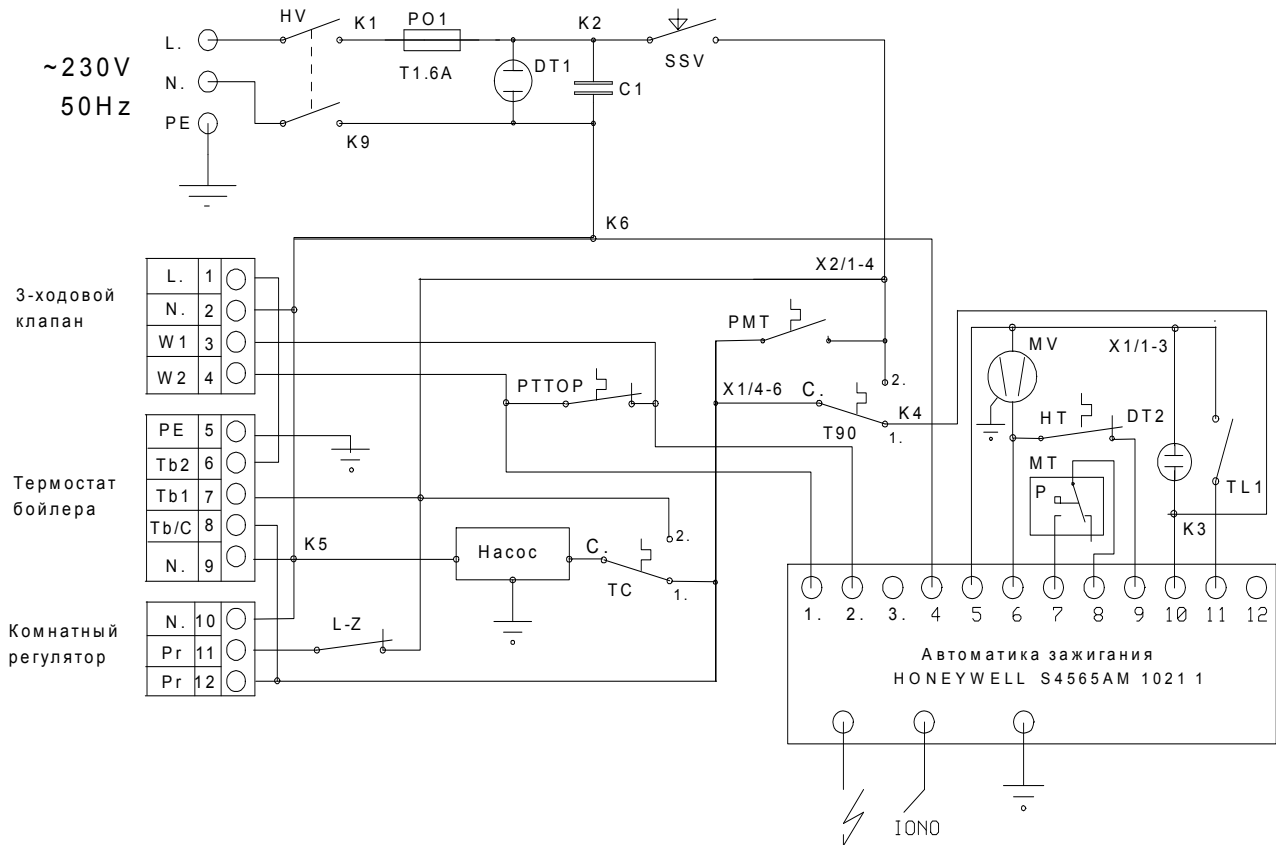 HV
K1
PO1
K2
L.
~230V
N.
50Hz
T1.6A
DT1
C1
SSV
PE
K9
K6
X2/1-4
3-ходовой
клапан
L. 1
N. 2
W1 3
W2 4
PMT
MV
X1/1-3
PTTOP
X1/4-6
C.
2.
K4
T90
1.
HT
DT2
MT
P
TL1
K3
Термостат
бойлера
PE 5
Tb2 6
Tb1 7
Tb/C 8
N. 9
K5
Насос
C.
2.
TC
1.
1. 2. 3. 4 5 6 7 8 9 10 11 12
Комнатный
регулятор
N. 10
Pr 11
Pr 12
L-Z
Автоматика зажигания
HONEYWELL S4565AM 1021 1
IONO